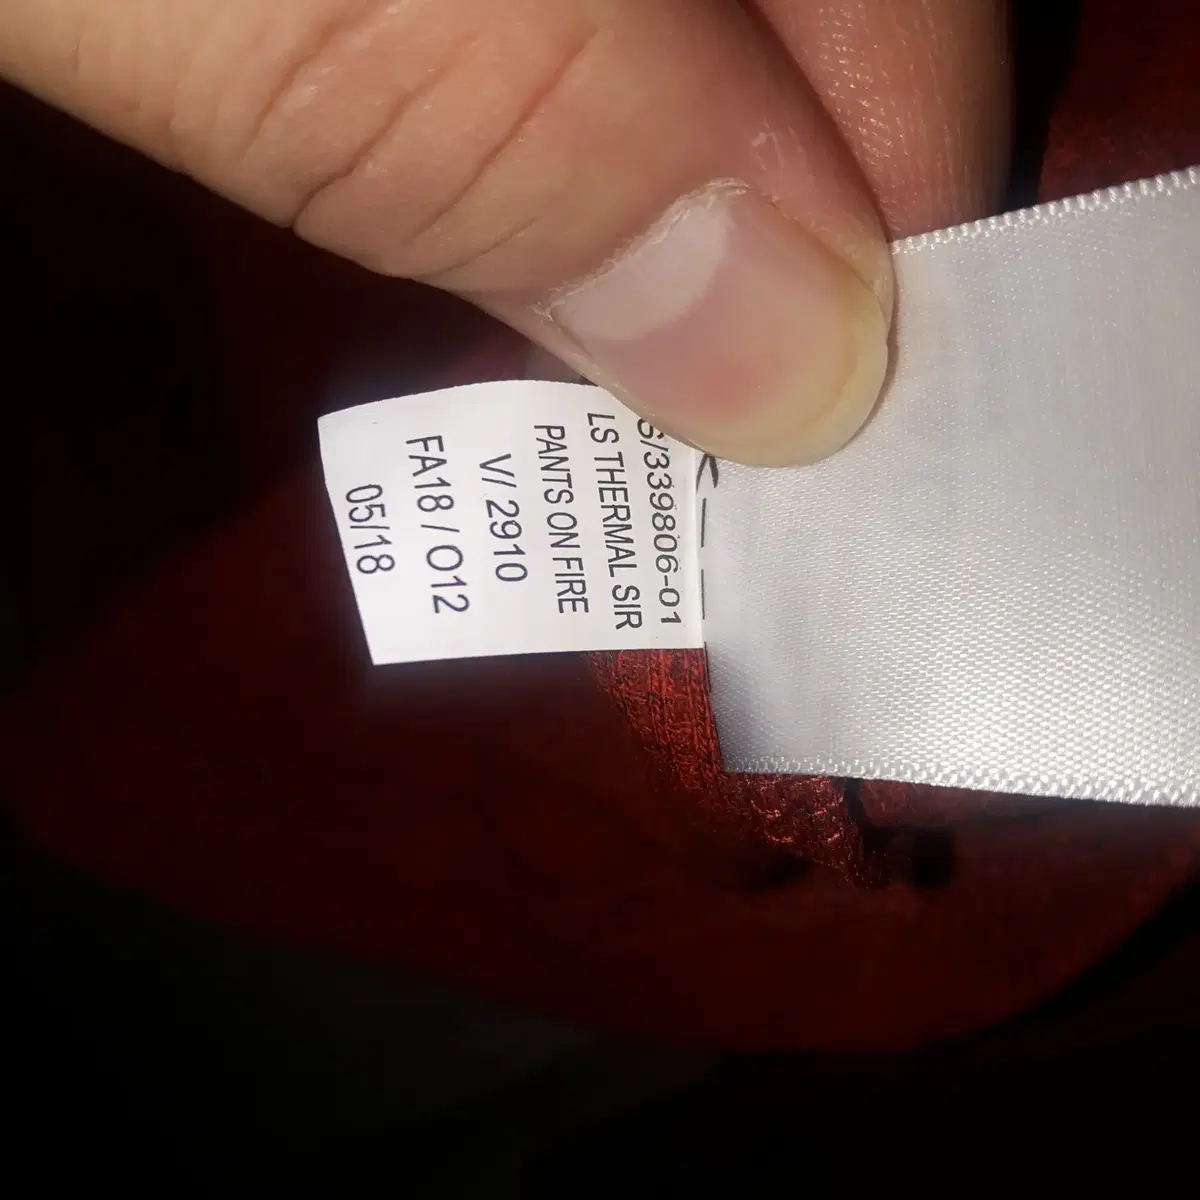 S/339806-01
LS THERMAL SIR
PANTS ON FIRE
V/ 2910
FA18 / O12
05/18